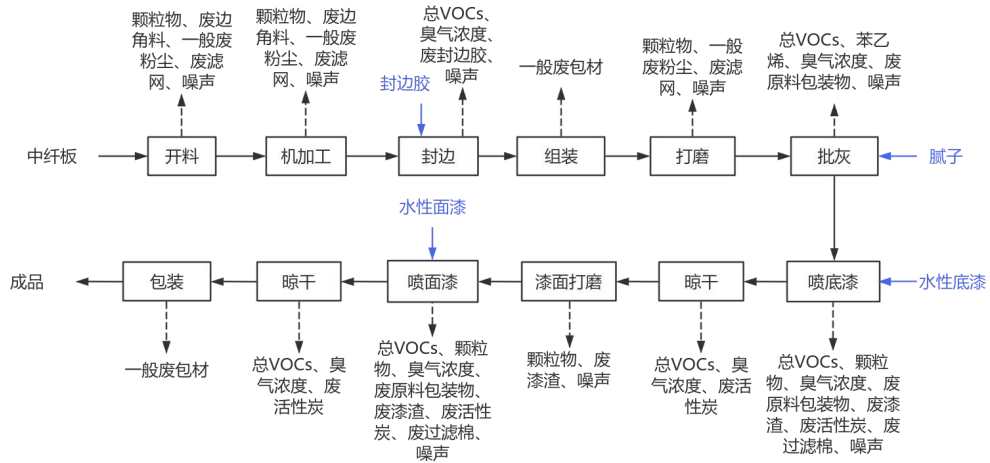 颗粒物、废边
角料、一般废
粉尘、废滤
网、噪声
颗粒物、废边
角料、一般废
粉尘、废滤
网、噪声
总VOCs、
臭气浓度、
废封边胶、
噪声
一般废包材
颗粒物、一般
废粉尘、废滤
网、噪声
总VOCs、苯乙
烯、臭气浓度、废
原料包装物、噪声
封边胶
中纤板
开料
机加工
封边
组装
打磨
批灰
腻子
水性面漆
成品
包装
晾干
喷面漆
漆面打磨
晾干
喷底漆
水性底漆
一般废包材
总VOCs、臭
气浓度、废
活性炭
总VOCs、颗粒
物、臭气浓度、
废原料包装物、
废漆渣、废活性
炭、废过滤棉、
噪声
颗粒物、废
漆渣、噪声
总VOCs、臭
气浓度、废活
性炭
总VOCs、颗粒
物、臭气浓度、废
原料包装物、废漆
渣、废活性炭、废
过滤棉、噪声